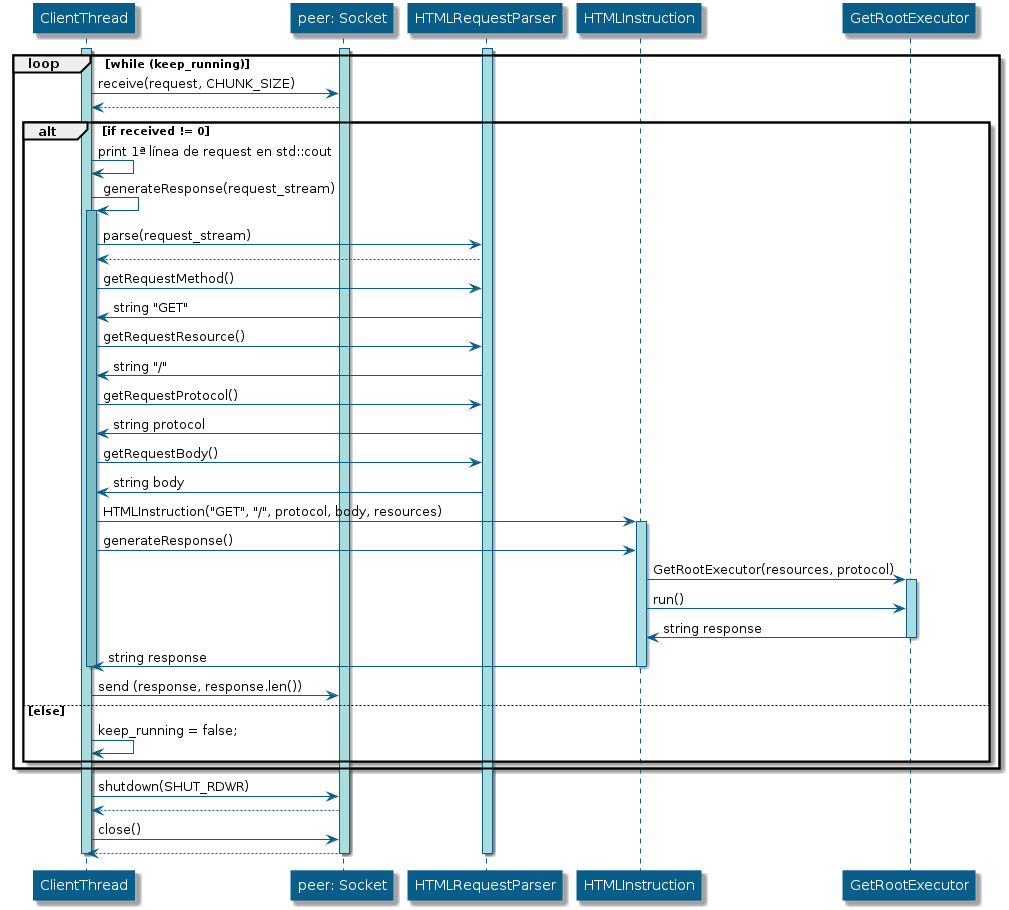 ClientThread peer: Socket HTMLRequestParser HTMLInstruction GetRootExecutor
loop [while (keep_running)]
receive(request, CHUNK_SIZE)
alt [if received != 0]
print 1ª línea de request en std::cout
generateResponse(request_stream)
parse(request_stream)
getRequestMethod()
string "GET"
getRequestResource()
string "/"
getRequestProtocol()
string protocol
getRequestBody()
string body
HTMLInstruction("GET", "/", protocol, body, resources)
generateResponse()
GetRootExecutor(resources, protocol)
run()
string response
string response
send (response, response.len())
[else]
keep_running = false;
shutdown(SHUT_RDWR)
close()
ClientThread peer: Socket HTMLRequestParser HTMLInstruction GetRootExecutor